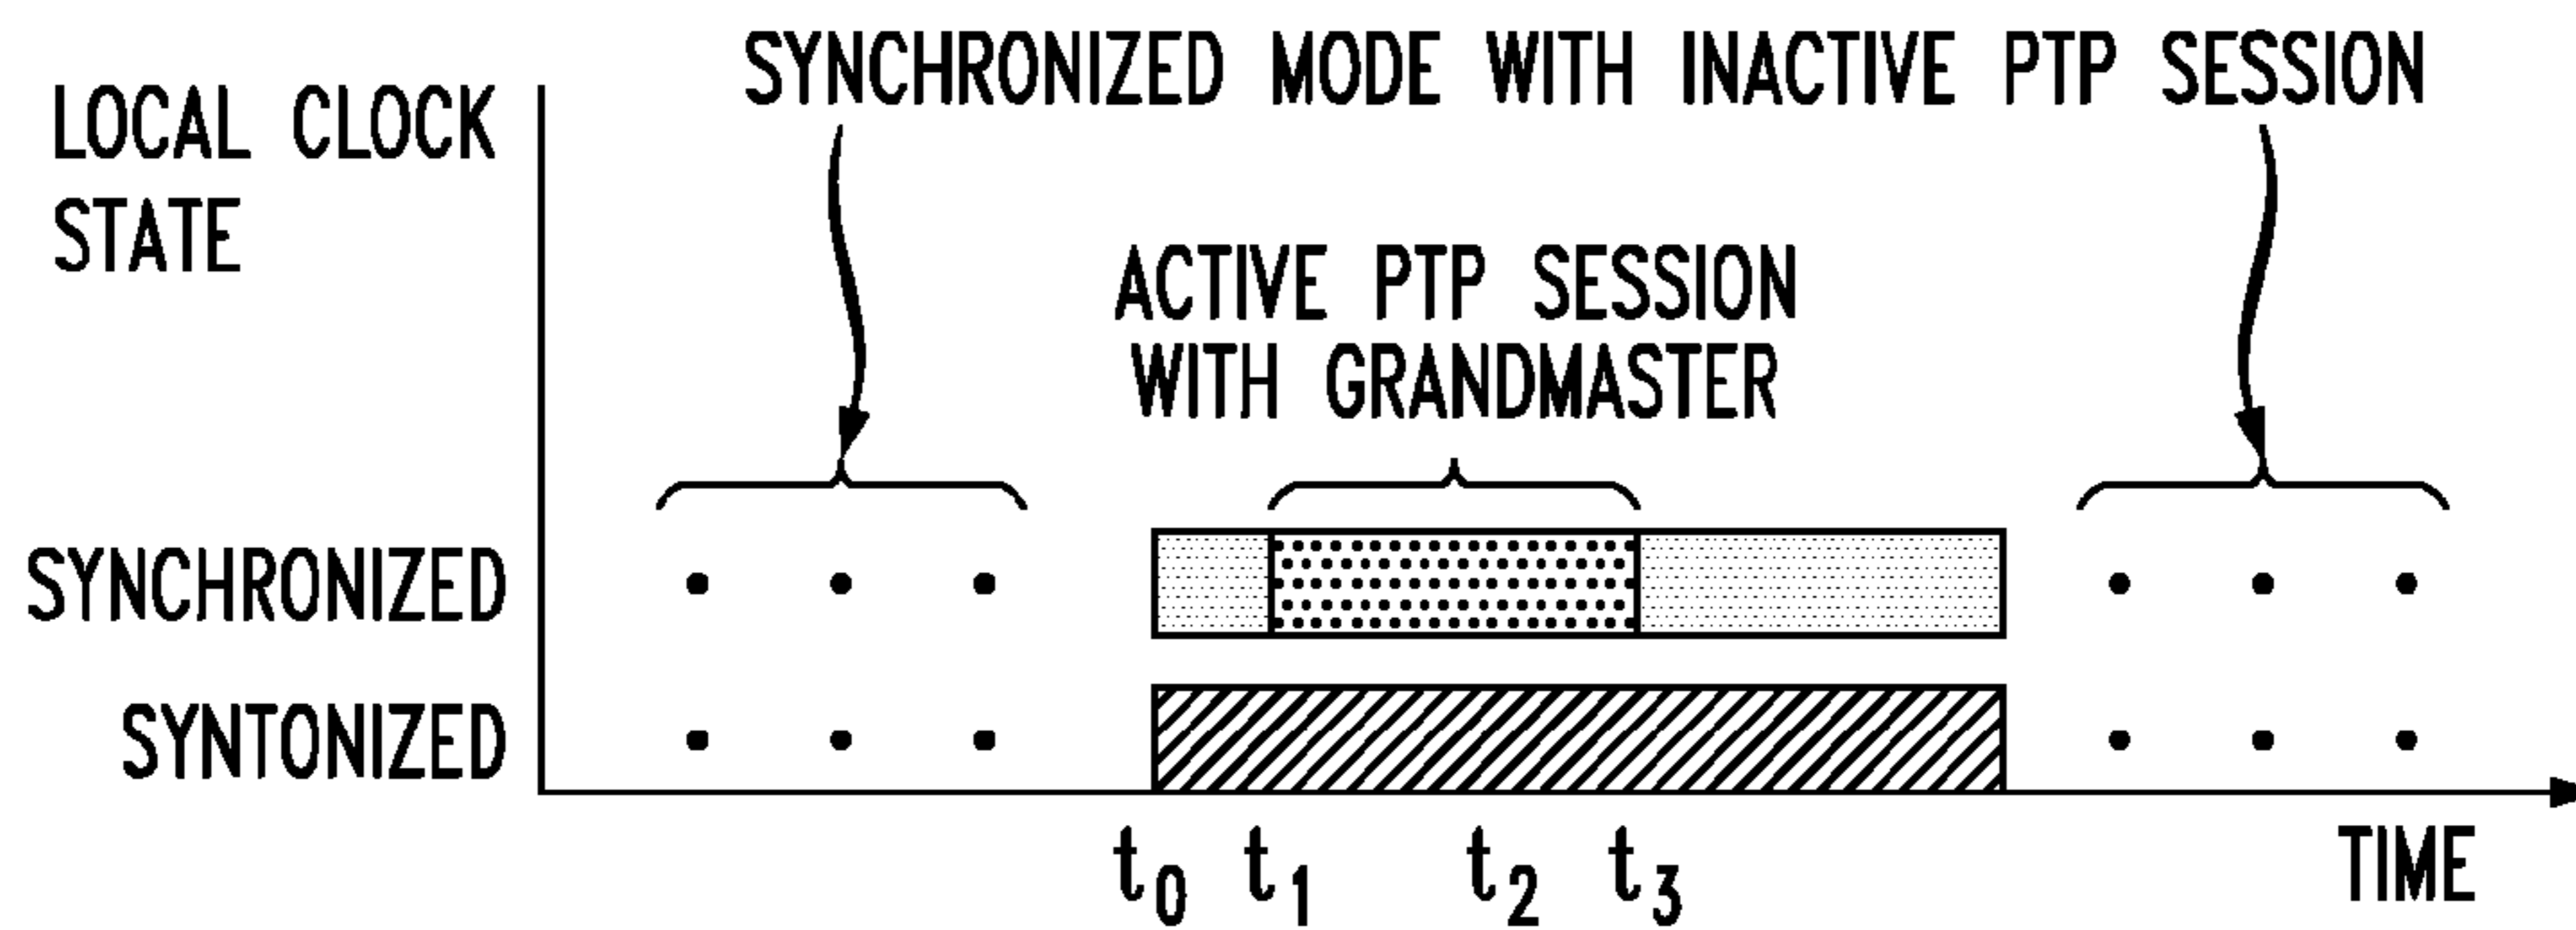 SYNCHRONIZED MODE WITH INACTIVE PTP SESSION
LOCAL CLOCK
STATE
ACTIVE PTP SESSION
WITH GRANDMASTER
SYNCHRONIZED
SYNTONIZED
t0 t1 t2 t3
TIME